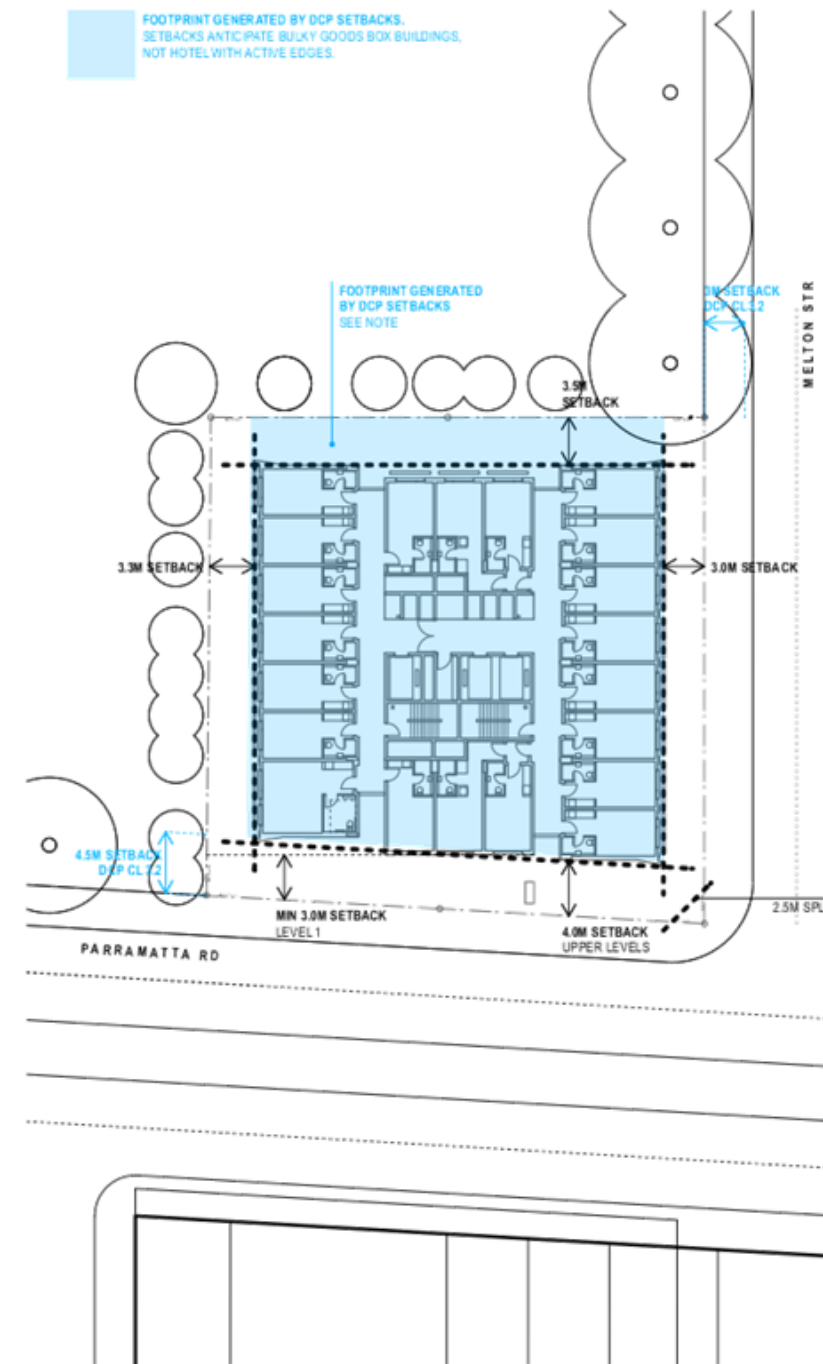 FOOTPRINT GENERATED BY DCP SETBACKS.
SETBACKS ANTICIPATE BULKY GOODS BOX BUILDINGS,
NOT HOTEL WITH ACTIVE EDGES.
FOOTPRINT GENERATED
BY DCP SETBACKS
SEE NOTE
3M SETBACK
DCP CL 3.2
MELTON STR
3.5M
SETBACK
3.3M SETBACK
3.0M SETBACK
4.5M SETBACK
DCP CL 3.2
MIN 3.0M SETBACK
LEVEL 1
4.0M SETBACK
UPPER LEVELS
2.5M SPL
PARRAMATTA RD